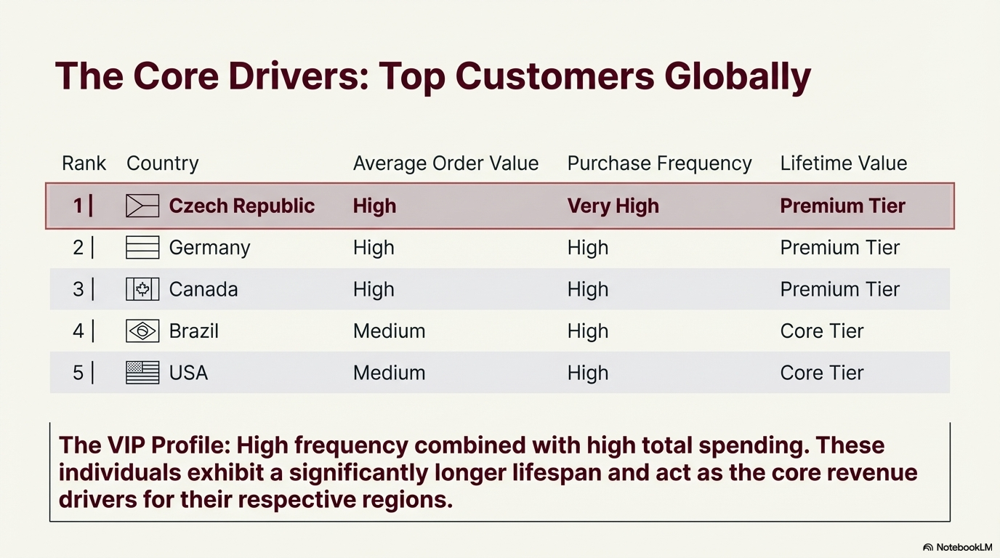 The Core Drivers: Top Customers Globally
Rank Country Average Order Value Purchase Frequency Lifetime Value
1 | Czech Republic High Very High Premium Tier
2 | Germany High High Premium Tier
3 | Canada High High Premium Tier
4 | Brazil Medium High Core Tier
5 | USA Medium High Core Tier
The VIP Profile: High frequency combined with high total spending. These
individuals exhibit a significantly longer lifespan and act as the core revenue
drivers for their respective regions.
NotebookLM